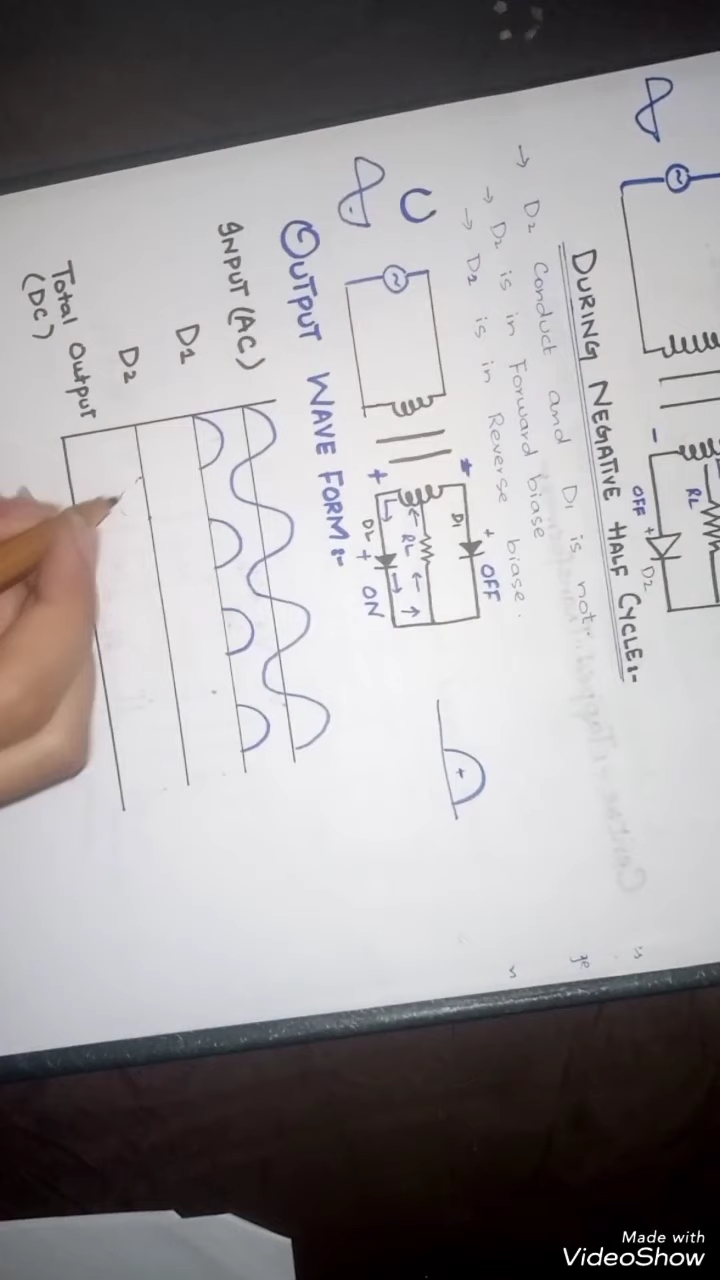 RL
OFF + D2
-
DURING NEGATIVE HALF CYCLE:-
→ D2 Conduct and D1 is not
→ D2 is in Forward biase
→ D1 is in Reverse biase.
+ OFF
D1
RL
D2 + ON
+
+
OUTPUT WAVE FORM:-
INPUT (AC)
D1
D2
Total Output
(DC)
Made with
VideoShow